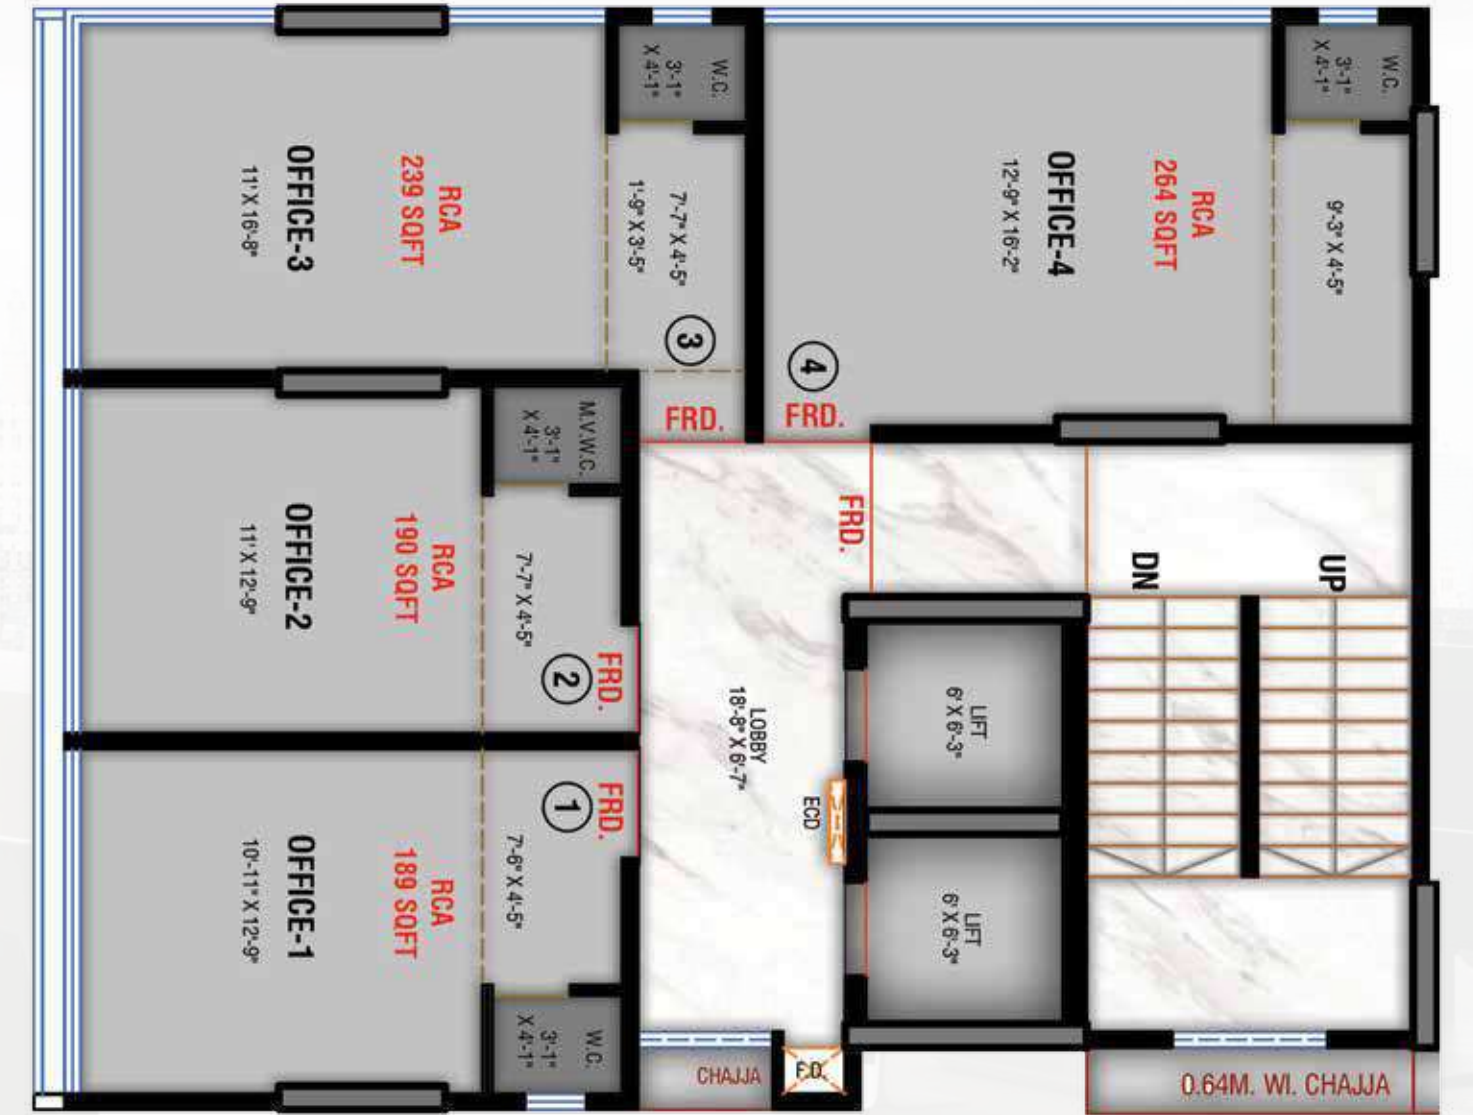 W.C.
3'-1"
X 4'-1"
RCA
239 SQFT
OFFICE-3
11' X 16'-8"
7'-7" X 4'-5"
1'-9" X 3'-5"
3
FRD.
W.C.
3'-1"
X 4'-1"
RCA
264 SQFT
OFFICE-4
12'-9" X 16'-2"
9'-3" X 4'-5"
4
FRD.
M.V.W.C.
3'-1"
X 4'-1"
RCA
190 SQFT
OFFICE-2
11' X 12'-9"
7'-7" X 4'-5"
2
FRD.
FRD.
UP
DN
LOBBY
18'-8" X 6'-7"
LIFT
6' X 6'-3"
ECD
LIFT
6' X 6'-3"
FRD.
1
7'-6" X 4'-5"
RCA
189 SQFT
OFFICE-1
10'-11" X 12'-9"
W.C.
3'-1"
X 4'-1"
CHAJJA
F.D.
0.64M. WI. CHAJJA